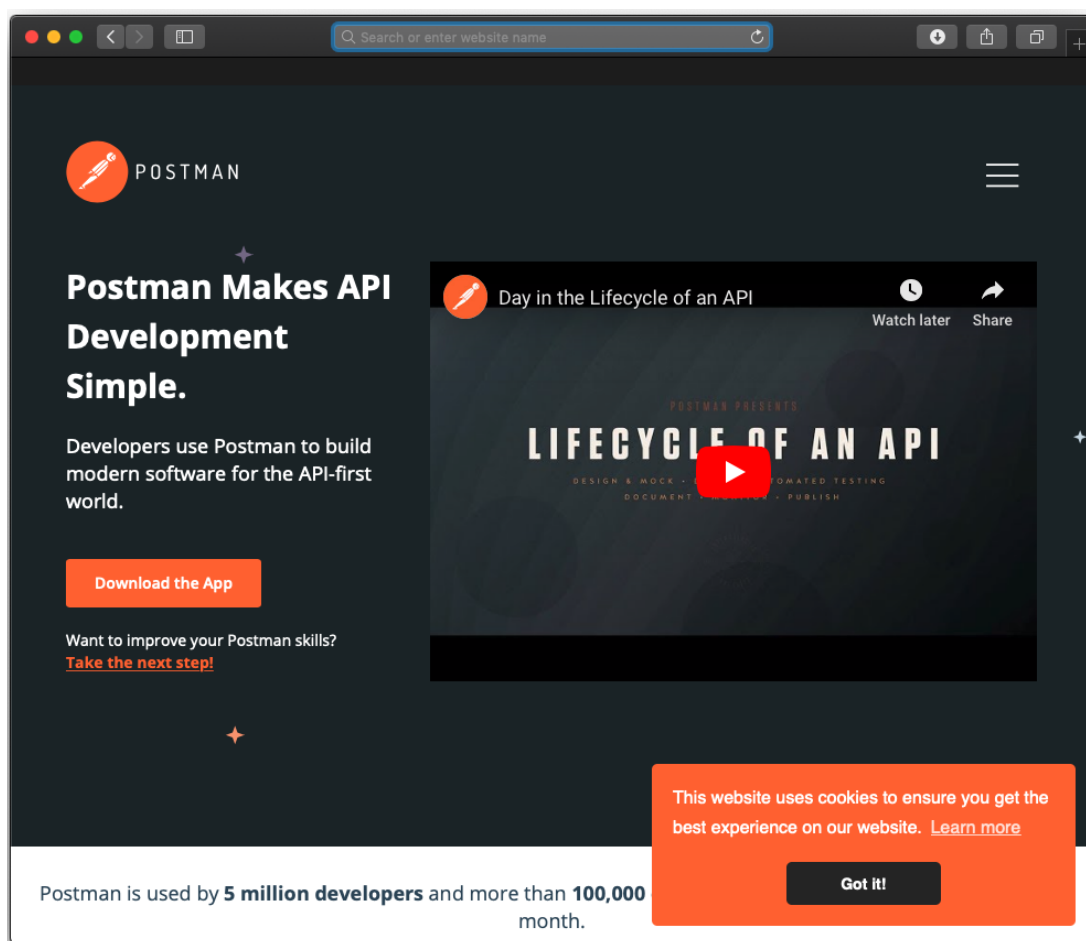 Search or enter website name
POSTMAN
Postman Makes API
Development
Simple.
Developers use Postman to build
modern software for the API-first
world.
Download the App
Want to improve your Postman skills?
Take the next step!
Day in the Lifecycle of an API
Watch later
Share
POSTMAN PRESENTS
LIFECYCLE OF AN API
DESIGN & MOCK • AUTOMATED TESTING
DOCUMENT • MONITOR • PUBLISH
This website uses cookies to ensure you get the
best experience on our website. Learn more
Got it!
Postman is used by 5 million developers and more than 100,000
month.